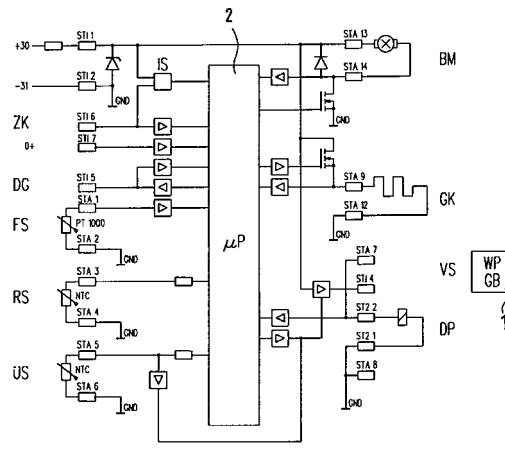 2
+30
STI 1
-31
STI 2
IS
GND
ZK
STI 6
0+
STI 7
DG
STI 5
FS
STA 1
PT 1000
STA 2
GND
RS
STA 3
NTC
STA 4
GND
ÜS
STA 5
NTC
STA 6
GND
µP
STA 13
BM
STA 14
GND
STA 9
GK
STA 12
GND
STA 7
VS
STI 4
WP
GB
ST2 2
DP
1
ST2 1
STA 8
GND